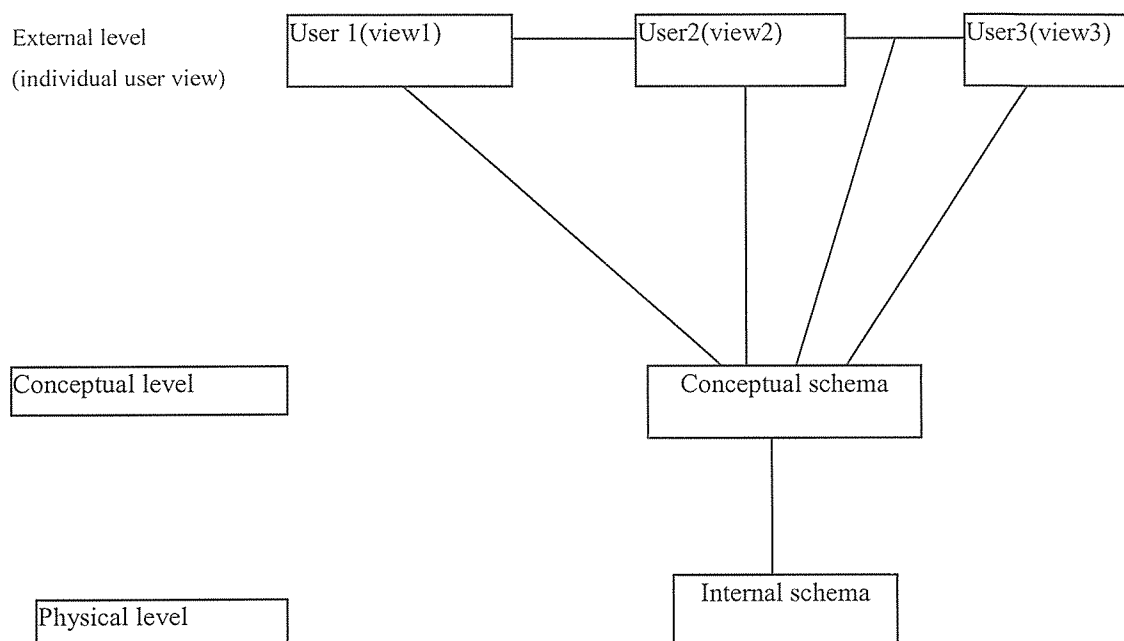 External level
(individual user view)
User 1(view1)
User2(view2)
User3(view3)
Conceptual level
Conceptual schema
Internal schema
Physical level